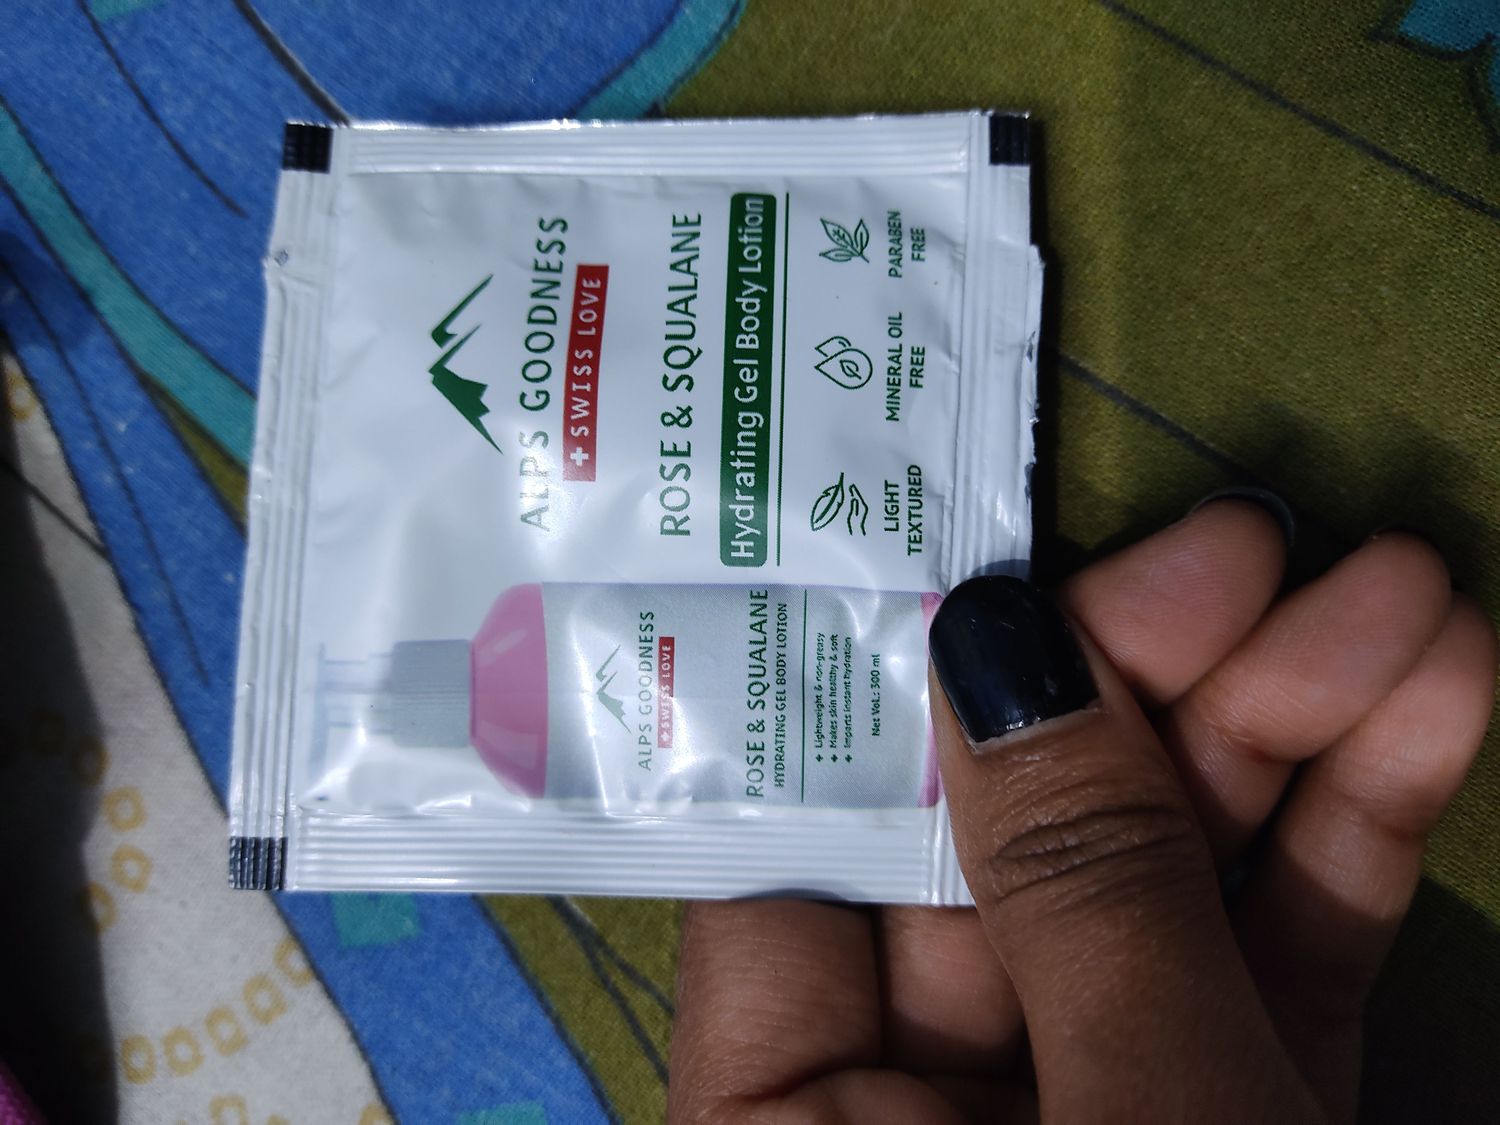 ALPS GOODNESS
+ SWISS LOVE
ROSE & SQUALANE
Hydrating Gel Body Lotion
LIGHT
TEXTURED
MINERAL OIL
FREE
PARABEN
FREE
ALPS GOODNESS
+ SWISS LOVE
ROSE & SQUALANE
HYDRATING GEL BODY LOTION
+ Lightweight & non-greasy
+ Makes skin healthy & soft
+ Imparts instant hydration
Net Vol.: 300 ml